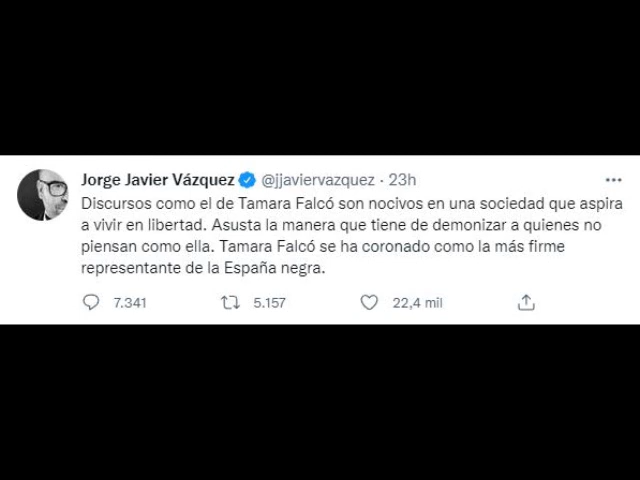 Jorge Javier Vázquez @jjaviervazquez · 23h
Discursos como el de Tamara Falcó son nocivos en una sociedad que aspira
a vivir en libertad. Asusta la manera que tiene de demonizar a quienes no
piensan como ella. Tamara Falcó se ha coronado como la más firme
representante de la España negra.
7.341 5.157 22,4 mil